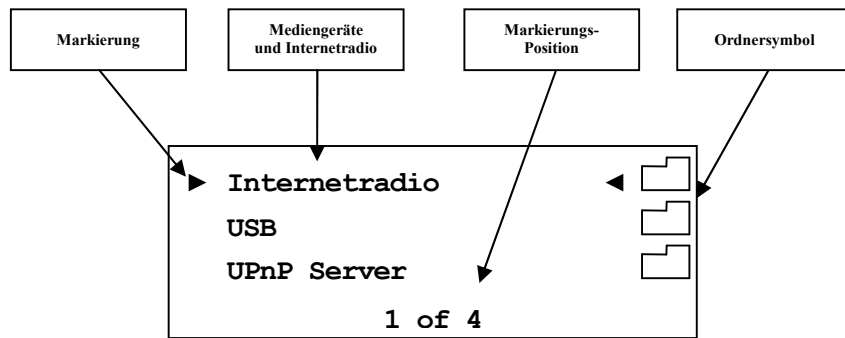 Markierung
Mediengeräte
und Internetradio
Markierungs-
Position
Ordnersymbol
Internetradio
USB
UPnP Server
1 of 4